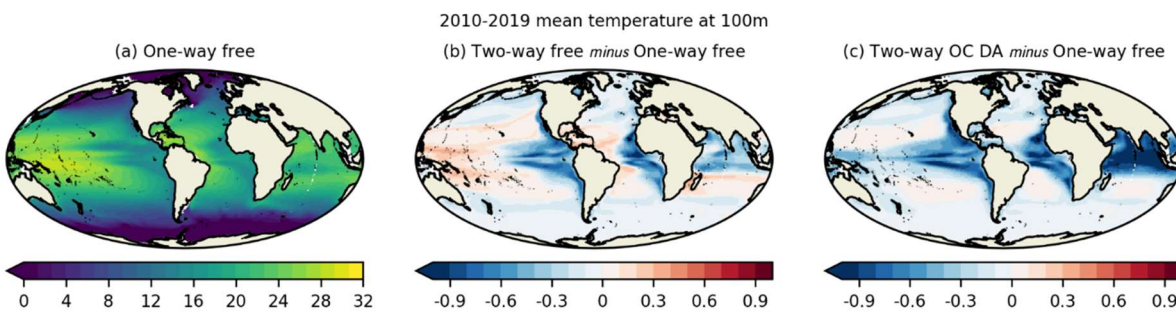 2010-2019 mean temperature at 100m
(a) One-way free
(b) Two-way free minus One-way free
(c) Two-way OC DA minus One-way free
0 4 8 12 16 20 24 28 32
-0.9 -0.6 -0.3 0 0.3 0.6 0.9
-0.9 -0.6 -0.3 0 0.3 0.6 0.9